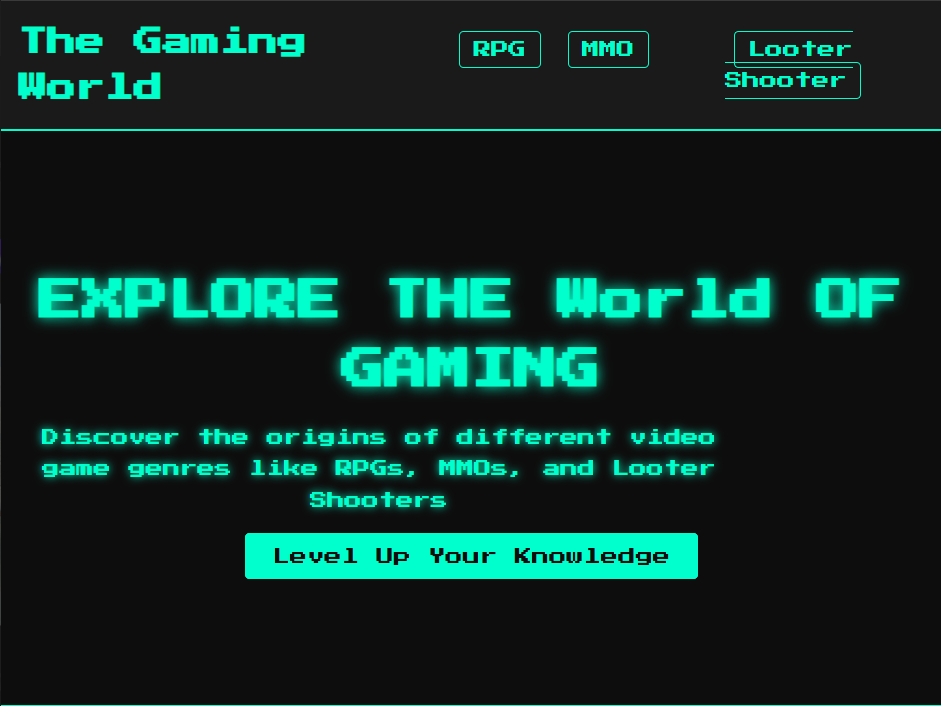 The Gaming
World
RPG
MMO
Looter
Shooter
EXPLORE THE World OF
GAMING
Discover the origins of different video
game genres like RPGs, MMOs, and Looter
Shooters
Level Up Your Knowledge